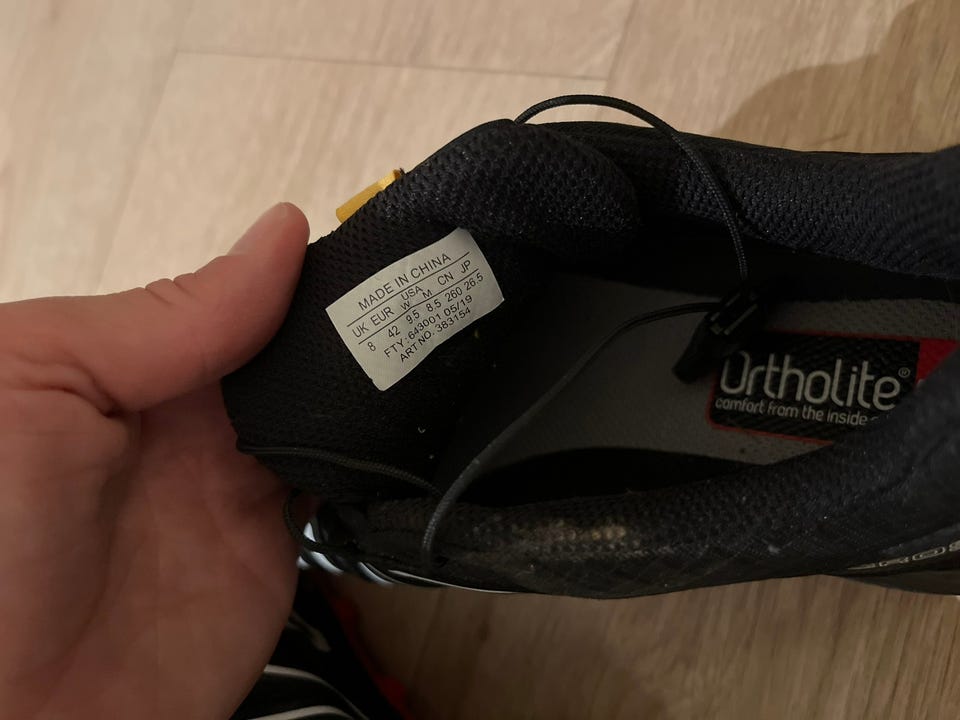 MADE IN CHINA
USA
UK EUR W M CN JP
8 42 9.5 8.5 260 26.5
FTY:643001 05/19
ART NO. 383154
Ortholite®
comfort from the inside